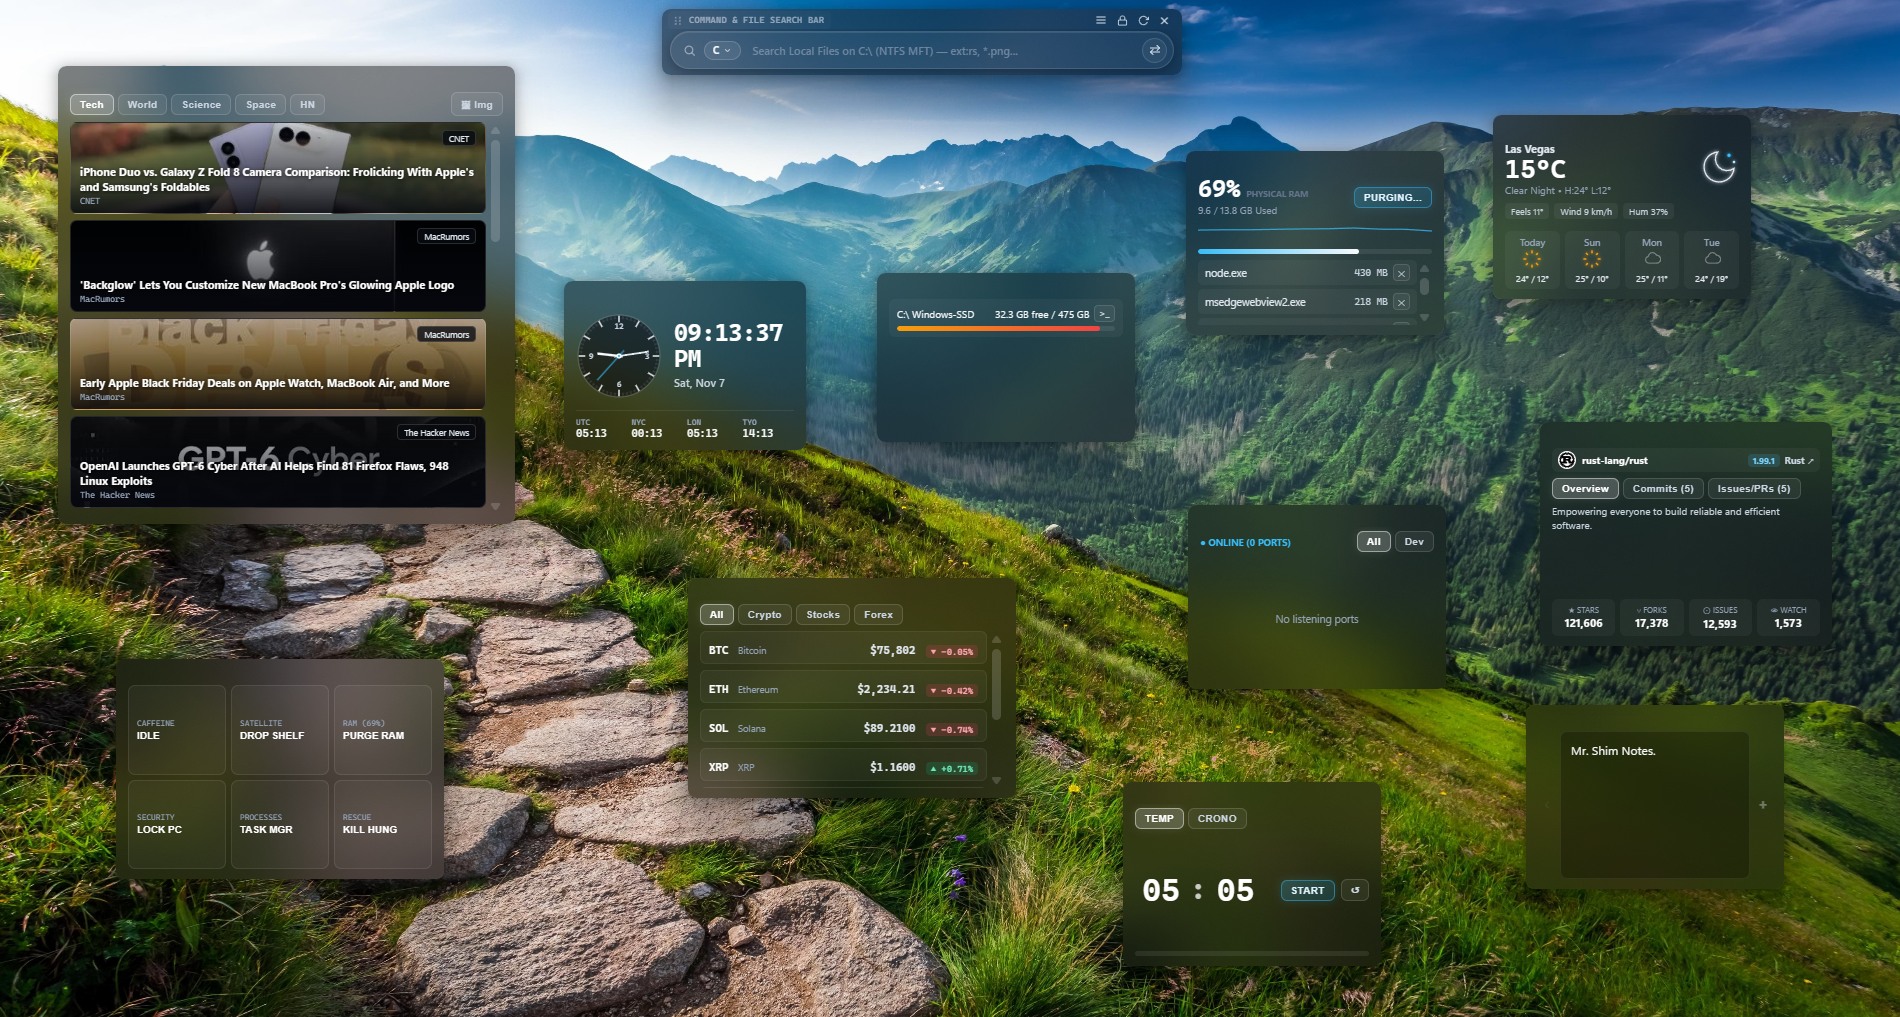 COMMAND & FILE SEARCH BAR
C
Search Local Files on C:\ (NTFS MFT) — ext:rs, *.png...
Tech World Science Space HN Img
CNET
iPhone Duo vs. Galaxy Z Fold 8 Camera Comparison: Frolicking With Apple's
and Samsung's Foldables
CNET
MacRumors
'Backglow' Lets You Customize New MacBook Pro's Glowing Apple Logo
MacRumors
Black Friday
DEALS
MacRumors
Early Apple Black Friday Deals on Apple Watch, MacBook Air, and More
MacRumors
The Hacker News
GPT-6 Cyber
OpenAI Launches GPT-6 Cyber After AI Helps Find 81 Firefox Flaws, 948
Linux Exploits
The Hacker News
12
3
6
9
09:13:37
PM
Sat, Nov 7
UTC NYC LON TYO
05:13 00:13 05:13 14:13
C:\ Windows-SSD 32.3 GB free / 475 GB >_
69% PHYSICAL RAM
PURGING...
9.6 / 13.8 GB Used
node.exe 430 MB ×
msedgewebview2.exe 218 MB ×
Las Vegas
15°C
Clear Night • H:24° L:12°
Feels 11° Wind 9 km/h Hum 37%
Today Sun Mon Tue
24° / 12° 25° / 10° 25° / 11° 24° / 19°
rust-lang/rust 1.99.1 Rust ↗
Overview Commits (5) Issues/PRs (5)
Empowering everyone to build reliable and efficient
software.
★ STARS FORKS ISSUES WATCH
121,606 17,378 12,593 1,573
● ONLINE (0 PORTS) All Dev
No listening ports
All Crypto Stocks Forex
BTC Bitcoin $75,802 ▼ -0.05%
ETH Ethereum $2,234.21 ▼ -0.42%
SOL Solana $89.2100 ▼ -0.74%
XRP XRP $1.1600 ▲ +0.71%
CAFFEINE
IDLE
SATELLITE
DROP SHELF
RAM (69%)
PURGE RAM
SECURITY
LOCK PC
PROCESSES
TASK MGR
RESCUE
KILL HUNG
TEMP CRONO
05 : 05 START ↺
Mr. Shim Notes.
+